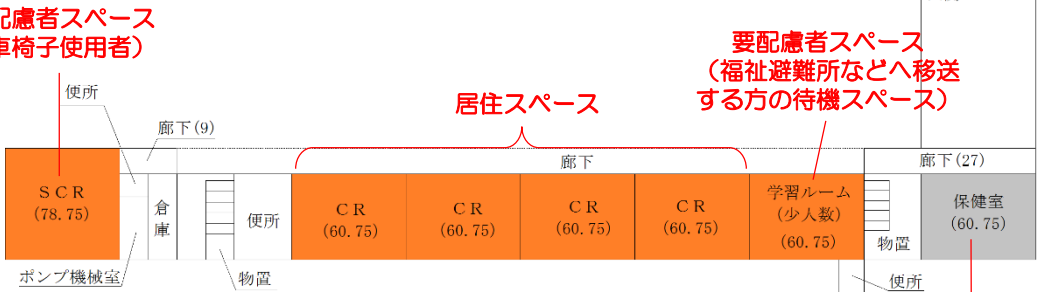 配慮者スペース
車椅子使用者）
便所
廊下(9)
居住スペース
要配慮者スペース
（福祉避難所などへ移送
する方の待機スペース）
廊下
廊下(27)
ＳＣＲ
(78.75)
倉
庫
便所
ＣＲ
(60.75)
ＣＲ
(60.75)
ＣＲ
(60.75)
ＣＲ
(60.75)
学習ルーム
(少人数)
(60.75)
物置
保健室
(60.75)
ポンプ機械室
物置
便所